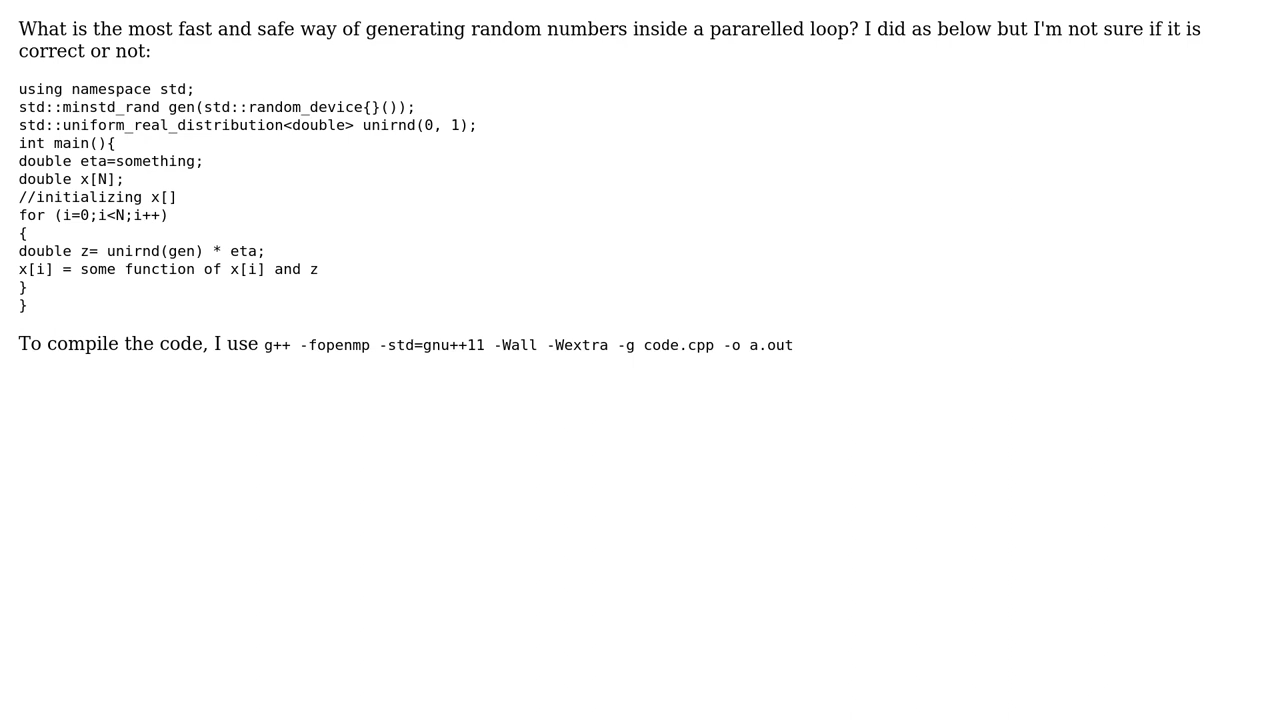 What is the most fast and safe way of generating random numbers inside a pararelled loop? I did as below but I'm not sure if it is
correct or not:
using namespace std;
std::minstd_rand gen(std::random_device{}());
std::uniform_real_distribution<double> unirnd(0, 1);
int main(){
double eta=something;
double x[N];
//initializing x[]
for (i=0;i<N;i++)
{
double z= unirnd(gen) * eta;
x[i] = some function of x[i] and z
}
}
To compile the code, I use g++ -fopenmp -std=gnu++11 -Wall -Wextra -g code.cpp -o a.out